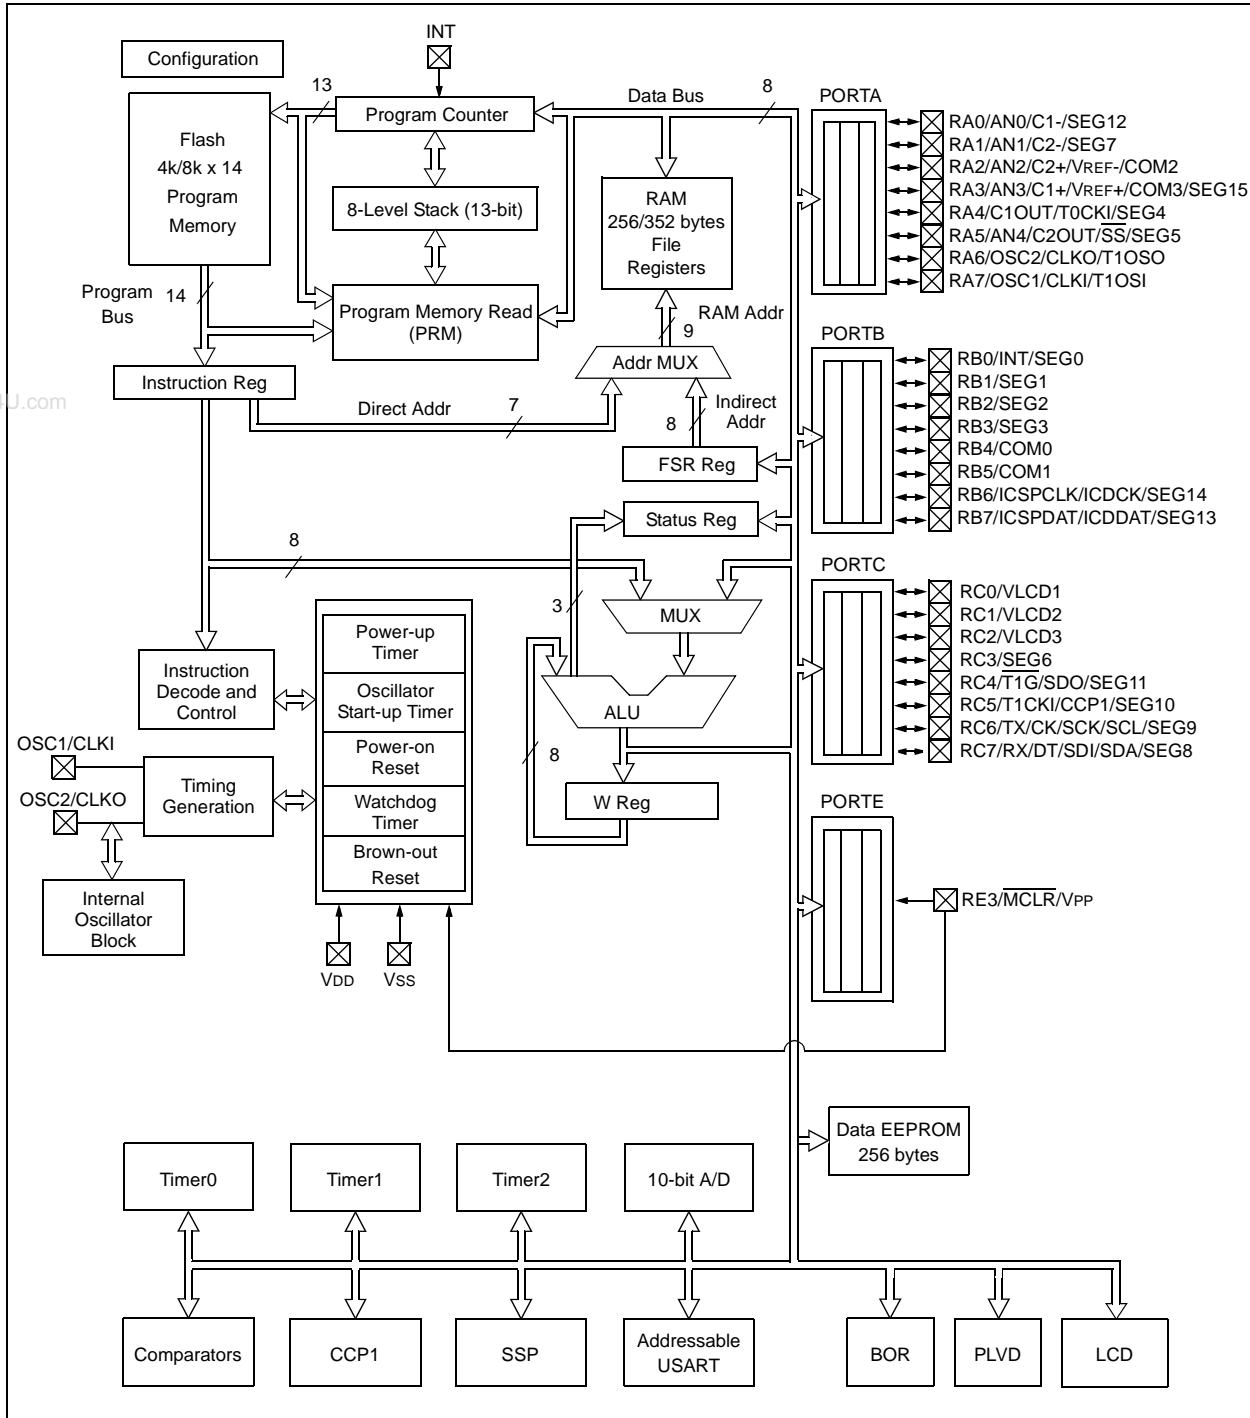 INT
Configuration
13
Program Counter
Data Bus
8
Flash
4k/8k x 14
Program
Memory
8-Level Stack (13-bit)
RAM
256/352 bytes
File
Registers
Program
Bus
14
Program Memory Read
(PRM)
RAM Addr
9
Addr MUX
Instruction Reg
4U.com
Direct Addr
7
Indirect
Addr
8
FSR Reg
Status Reg
8
3
MUX
Instruction
Decode and
Control
Power-up
Timer
Oscillator
Start-up Timer
Power-on
Reset
Watchdog
Timer
Brown-out
Reset
ALU
8
W Reg
OSC1/CLKI
OSC2/CLKO
Timing
Generation
Internal
Oscillator
Block
VDD
VSS
PORTA
RA0/AN0/C1-/SEG12
RA1/AN1/C2-/SEG7
RA2/AN2/C2+/VREF-/COM2
RA3/AN3/C1+/VREF+/COM3/SEG15
RA4/C1OUT/T0CKI/SEG4
RA5/AN4/C2OUT/SS/SEG5
RA6/OSC2/CLKO/T1OSO
RA7/OSC1/CLKI/T1OSI
PORTB
RB0/INT/SEG0
RB1/SEG1
RB2/SEG2
RB3/SEG3
RB4/COM0
RB5/COM1
RB6/ICSPCLK/ICDCK/SEG14
RB7/ICSPDAT/ICDDAT/SEG13
PORTC
RC0/VLCD1
RC1/VLCD2
RC2/VLCD3
RC3/SEG6
RC4/T1G/SDO/SEG11
RC5/T1CKI/CCP1/SEG10
RC6/TX/CK/SCK/SCL/SEG9
RC7/RX/DT/SDI/SDA/SEG8
PORTE
RE3/MCLR/VPP
Data EEPROM
256 bytes
Timer0
Timer1
Timer2
10-bit A/D
Comparators
CCP1
SSP
Addressable
USART
BOR
PLVD
LCD